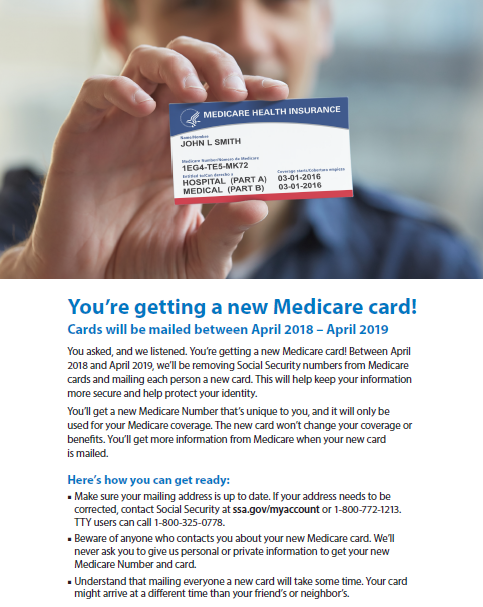 MEDICARE HEALTH INSURANCE
Name/Nombre
JOHN L SMITH
Medicare Number/Número de Medicare
1EG4-TE5-MK72
Entitled to/Con derecho a
Coverage starts/Cobertura empieza
HOSPITAL (PART A) 03-01-2016
MEDICAL (PART B) 03-01-2016
You’re getting a new Medicare card!
Cards will be mailed between April 2018 – April 2019
You asked, and we listened. You’re getting a new Medicare card! Between April
2018 and April 2019, we’ll be removing Social Security numbers from Medicare
cards and mailing each person a new card. This will help keep your information
more secure and help protect your identity.
You’ll get a new Medicare Number that’s unique to you, and it will only be
used for your Medicare coverage. The new card won’t change your coverage or
benefits. You’ll get more information from Medicare when your new card
is mailed.
Here’s how you can get ready:
▪ Make sure your mailing address is up to date. If your address needs to be
corrected, contact Social Security at ssa.gov/myaccount or 1-800-772-1213.
TTY users can call 1-800-325-0778.
▪ Beware of anyone who contacts you about your new Medicare card. We’ll
never ask you to give us personal or private information to get your new
Medicare Number and card.
▪ Understand that mailing everyone a new card will take some time. Your card
might arrive at a different time than your friend’s or neighbor’s.